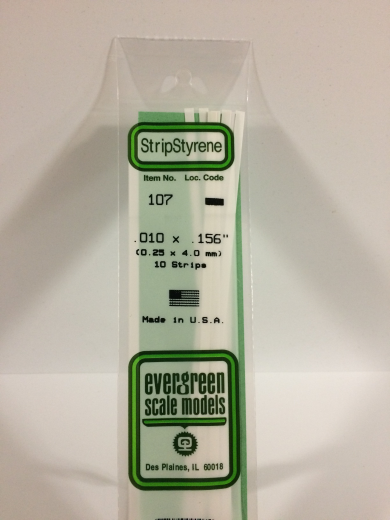 StripStyrene
Item No. Loc. Code
107
.010 x .156"
(0.25 x 4.0 mm)
10 Strips
Made in U.S.A.
evergreen
scale models
Des Plaines, IL 60018